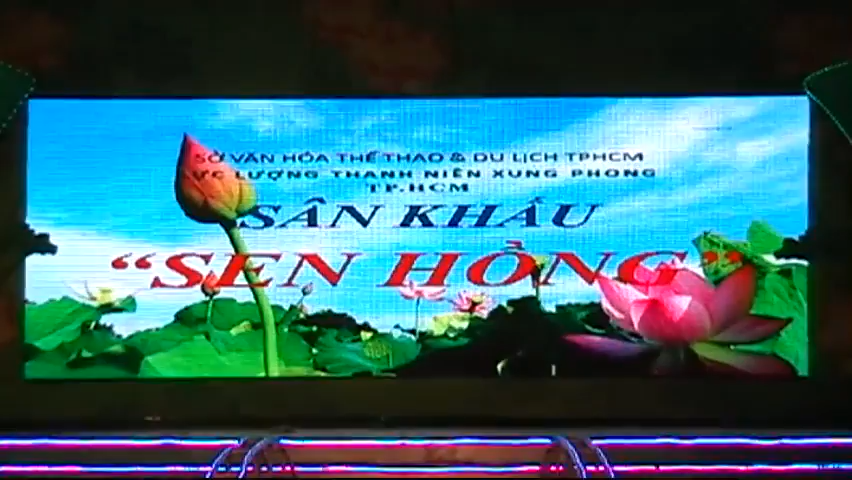 SỞ VĂN HÓA THỂ THAO & DU LỊCH TPHCM
LỰC LƯỢNG THANH NIÊN XUNG PHONG
TP.HCM
SÂN KHẤU
“SEN HỒNG”